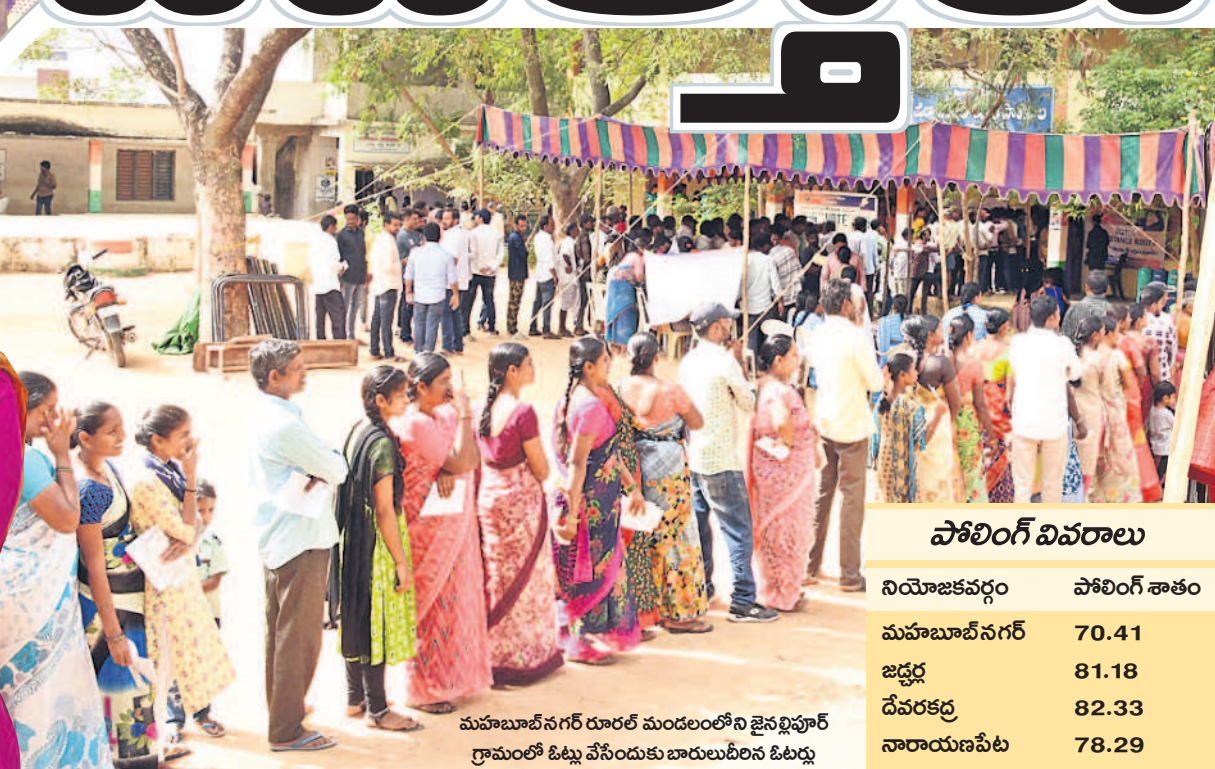 పోలింగ్ వివరాలు
నియోజకవర్గం పోలింగ్ శాతం
మహబూబ్‌నగర్ 70.41
జడ్చర్ల 81.18
దేవరకద్ర 82.33
నారాయణపేట 78.29
మహబూబ్‌నగర్ రూరల్ మండలంలోని జైనల్లిపూర్
గ్రామంలో ఓట్లు వేసేందుకు బారులుదీరిన ఓటర్లు